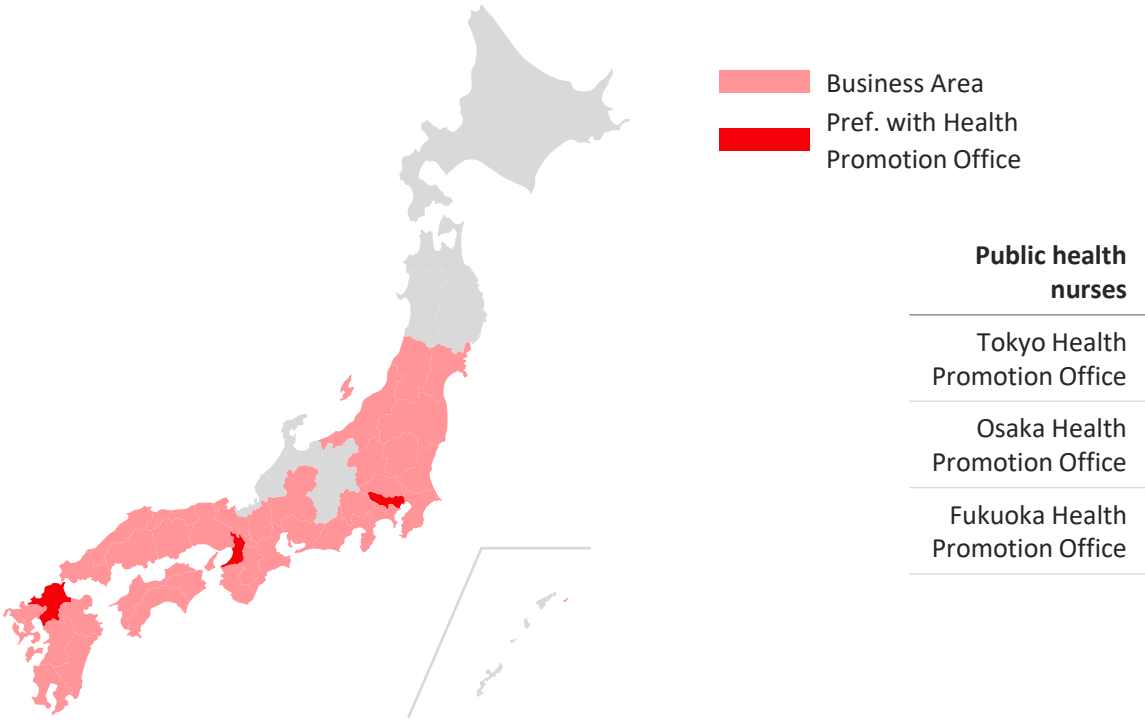 Business Area
Pref. with Health
Promotion Office
Public health
nurses
Tokyo Health
Promotion Office
Osaka Health
Promotion Office
Fukuoka Health
Promotion Office